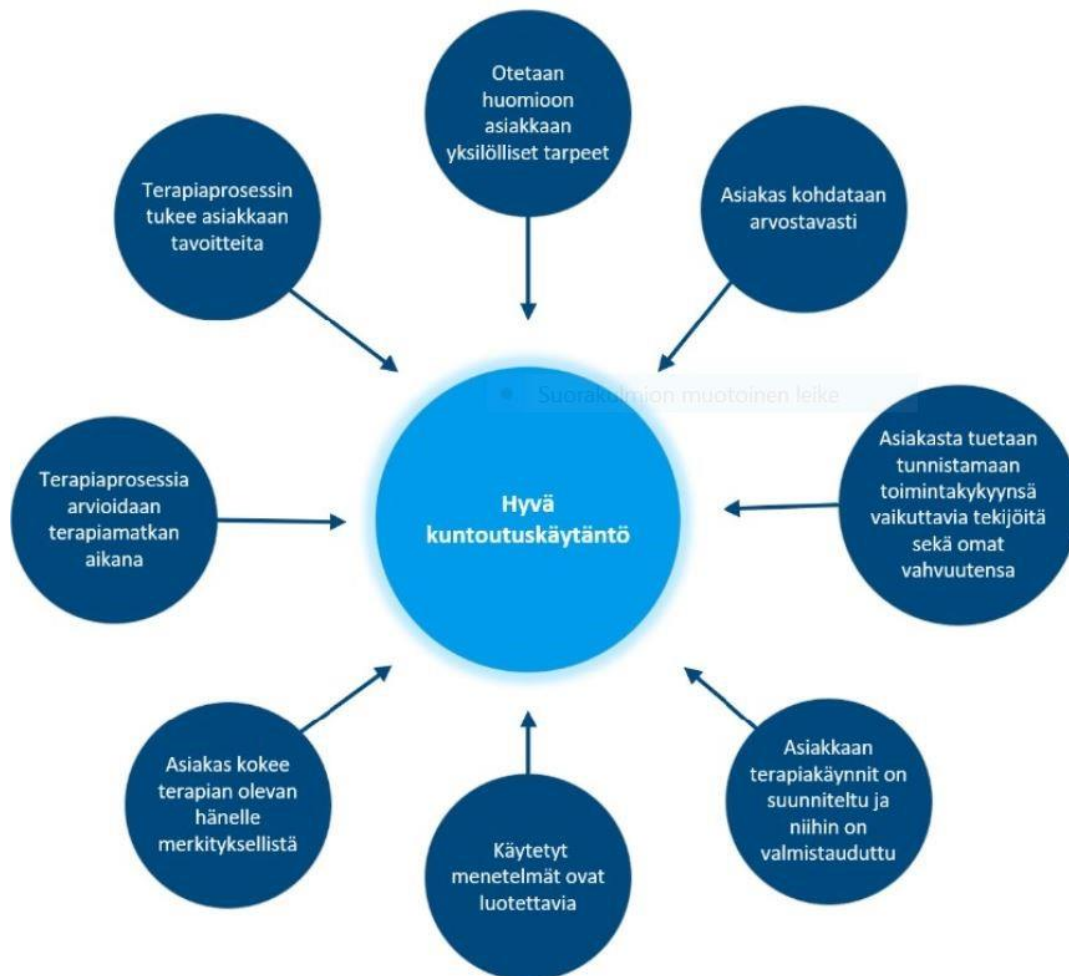 Otetaan
huomioon
asiakkaan
yksilölliset tarpeet
Asiakas kohdataan
arvostavasti
Asiakasta tuetaan
tunnistamaan
toimintakykyynsä
vaikuttavia tekijöitä
sekä omat
vahvuutensa
Asiakkaan
terapiakäynnit on
suunniteltu ja
niihin on
valmistauduttu
Käytetyt
menetelmät ovat
luotettavia
Asiakas kokee
terapian olevan
hänelle
merkityksellistä
Terapiaprosessia
arvioidaan
terapiamatkan
aikana
Terapiaprosessin
tukee asiakkaan
tavoitteita
Suorakulmion muotoinen leike
Hyvä
kuntoutuskäytäntö